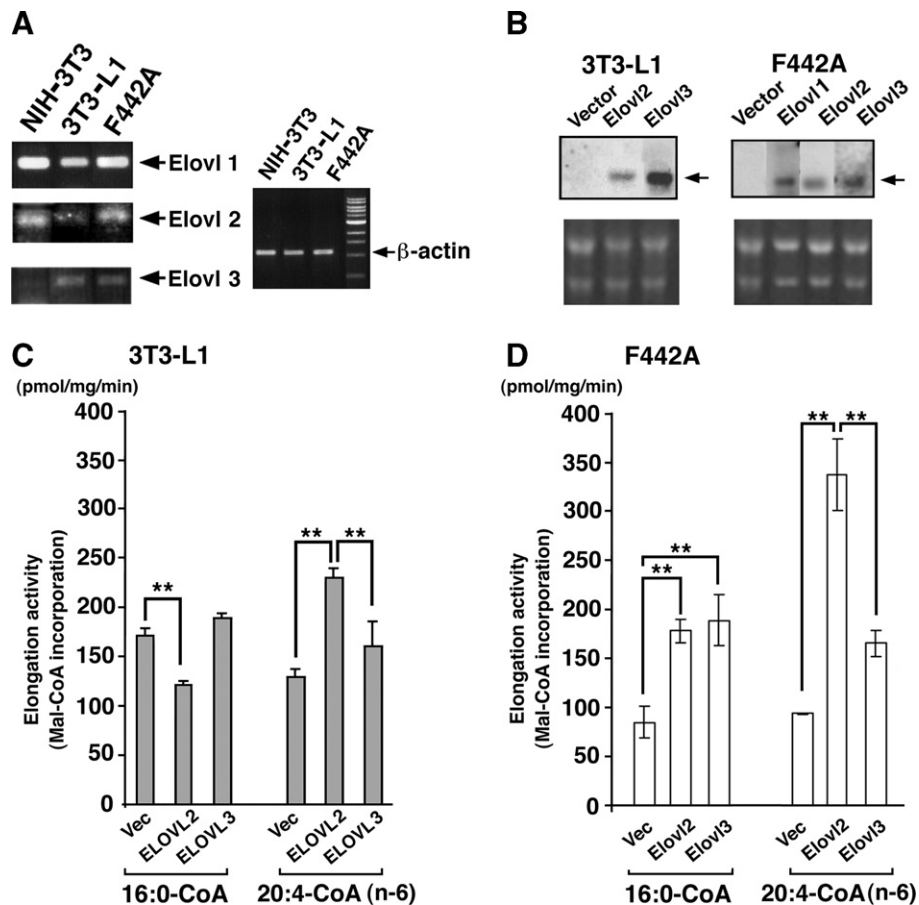 A
NIH-3T3
3T3-L1
F442A
Elovl 1
Elovl 2
Elovl 3
NIH-3T3
3T3-L1
F442A
β-actin
B
3T3-L1
Vector
Elovl2
Elovl3
F442A
Vector
Elovl 1
Elovl2
Elovl3
C
3T3-L1
(pmol/mg/min)
Elongation activity
(Mal-CoA incorporation)
400
350
300
250
200
150
100
50
0
**
**
**
Vec
ELOVL2
ELOVL3
Vec
ELOVL2
ELOVL3
16:0-CoA
20:4-CoA (n-6)
D
F442A
(pmol/mg/min)
Elongation activity
(Mal-CoA incorporation)
400
350
300
250
200
150
100
50
0
**
**
**
**
Vec
Elovl2
Elovl3
Vec
Elovl2
Elovl3
16:0-CoA
20:4-CoA (n-6)